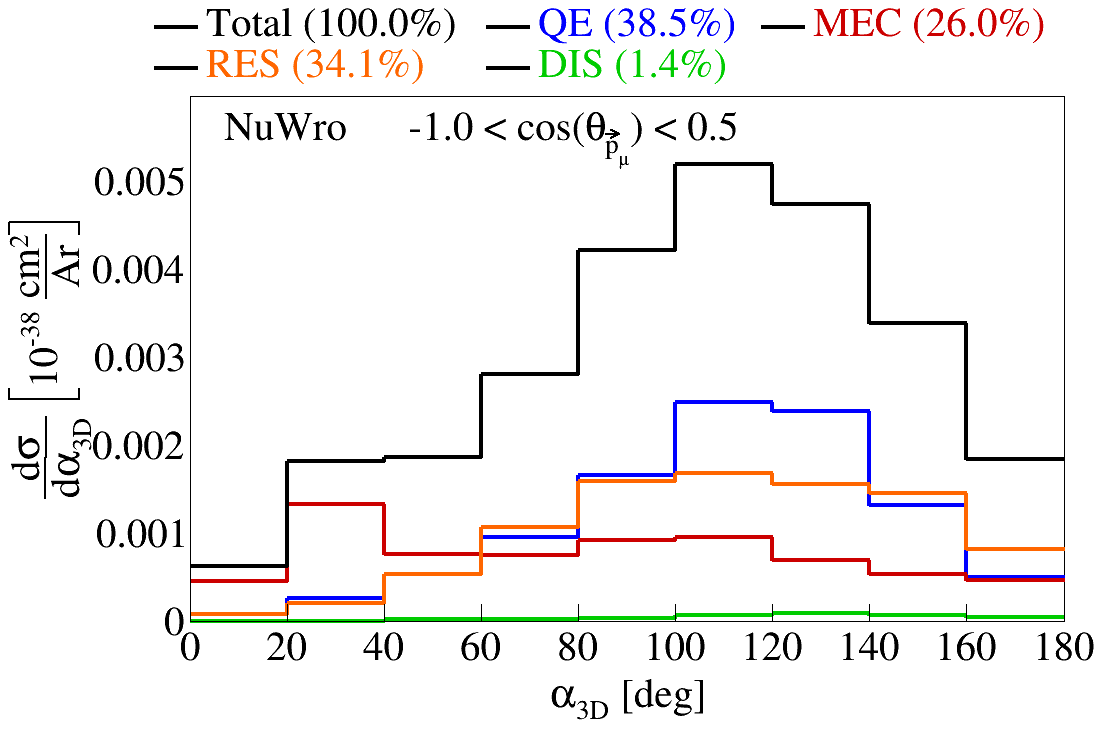 Total (100.0%) QE (38.5%) MEC (26.0%)
RES (34.1%) DIS (1.4%)
NuWro -1.0 < cos(θp⃗μ) < 0.5
0.005
0.004
0.003
0.002
0.001
0
0 20 40 60 80 100 120 140 160 180
α3D [deg]
dσ/dα3D [10-38 cm2/Ar]